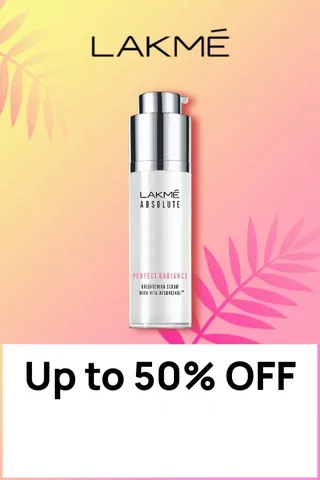 LAKMÉ
LAKMÉ
ABSOLUTE
PERFECT RADIANCE
BRIGHTENING SERUM
WITH VITA-RESORCINOL™
Up to 50% OFF